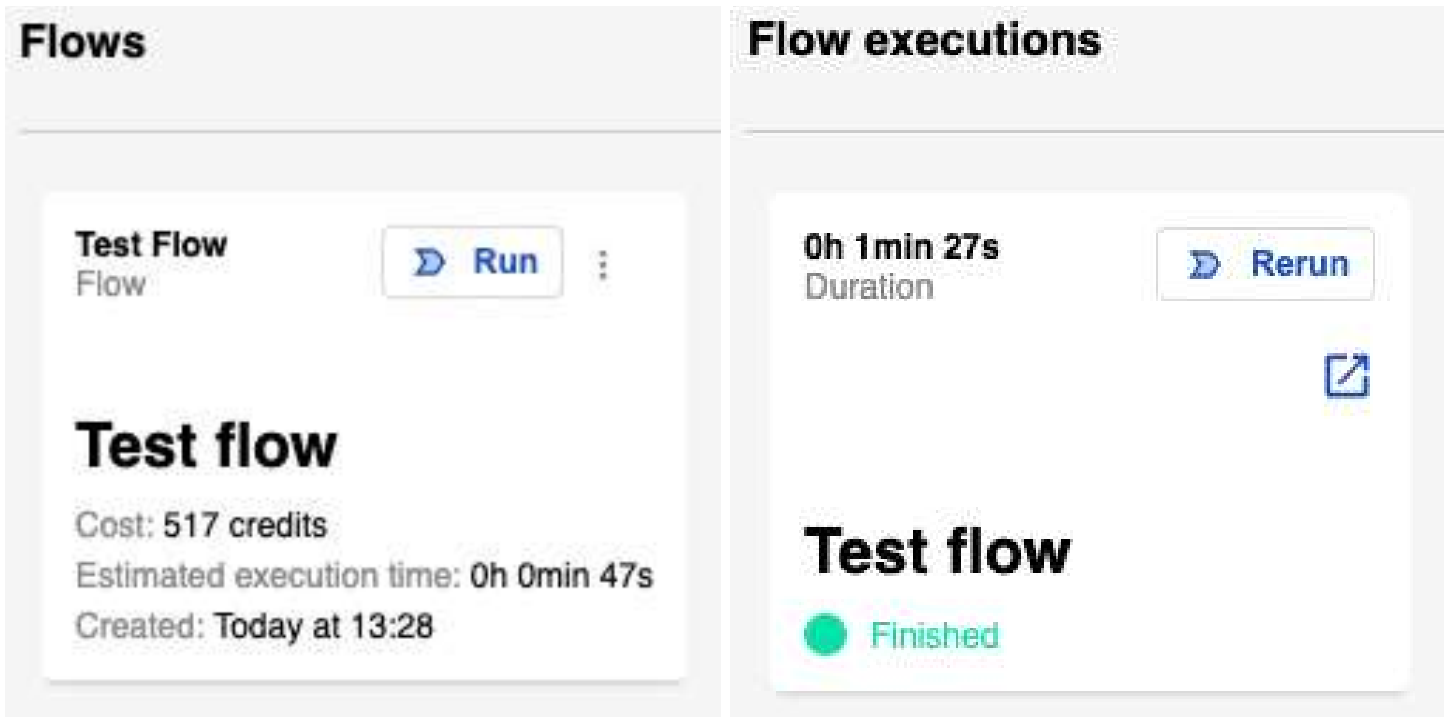 Flows
Test Flow
Flow
Run
Test flow
Cost: 517 credits
Estimated execution time: 0h 0min 47s
Created: Today at 13:28
Flow executions
0h 1min 27s
Duration
Rerun
Test flow
Finished